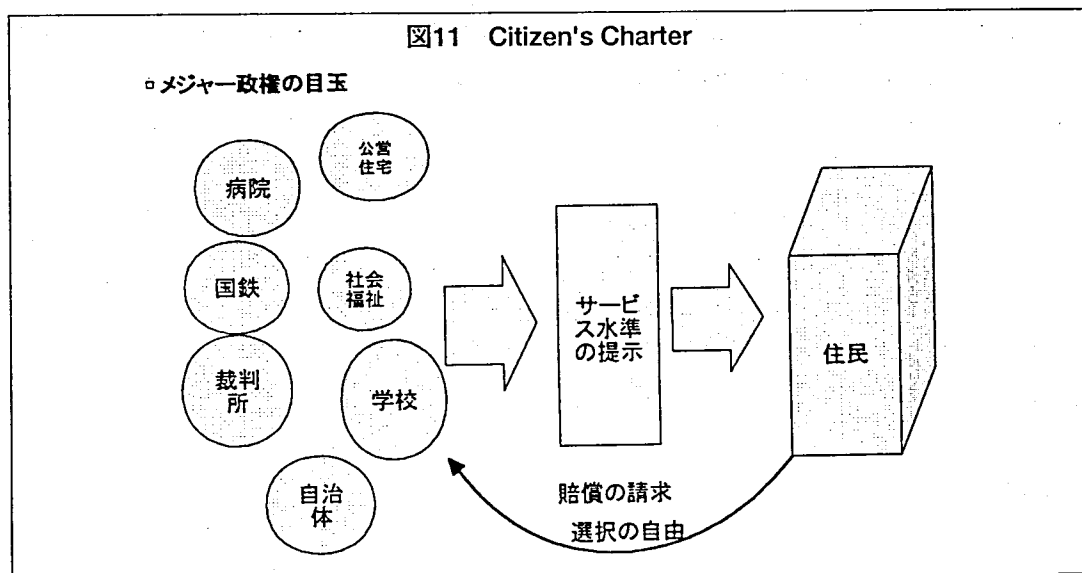 図11 Citizen's Charter
メジャー政権の目玉
公営
住宅
病院
国鉄
社会
福祉
サービ
ス水準
の提示
住民
裁判
所
学校
自治
体
賠償の請求
選択の自由